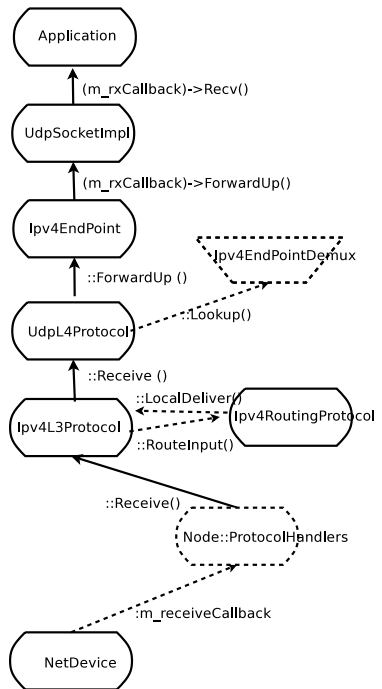 Application
(m_rxCallback)->Recv()
UdpSocketImpl
(m_rxCallback)->ForwardUp()
Ipv4EndPoint
Ipv4EndPointDemux
::ForwardUp ()
::Lookup()
UdpL4Protocol
::Receive ()
::LocalDeliver()
Ipv4L3Protocol
Ipv4RoutingProtocol
::RouteInput()
::Receive()
Node::ProtocolHandlers
:m_receiveCallback
NetDevice